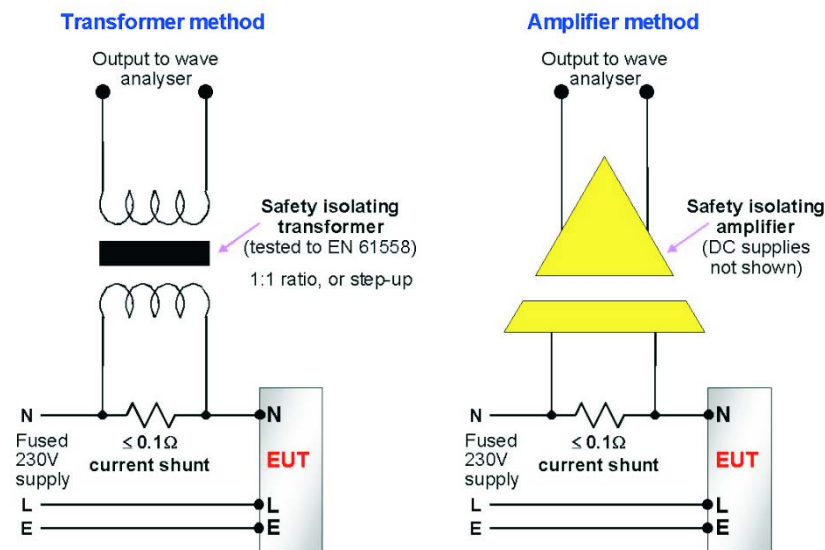 Transformer method
Output to wave
analyser
Safety isolating
transformer
(tested to EN 61558)
1:1 ratio, or step-up
N
N
Fused
230V
supply
≤ 0.1Ω
current shunt
EUT
L
L
E
E
Amplifier method
Output to wave
analyser
Safety isolating
amplifier
(DC supplies
not shown)
N
N
Fused
230V
supply
≤ 0.1Ω
current shunt
EUT
L
L
E
E